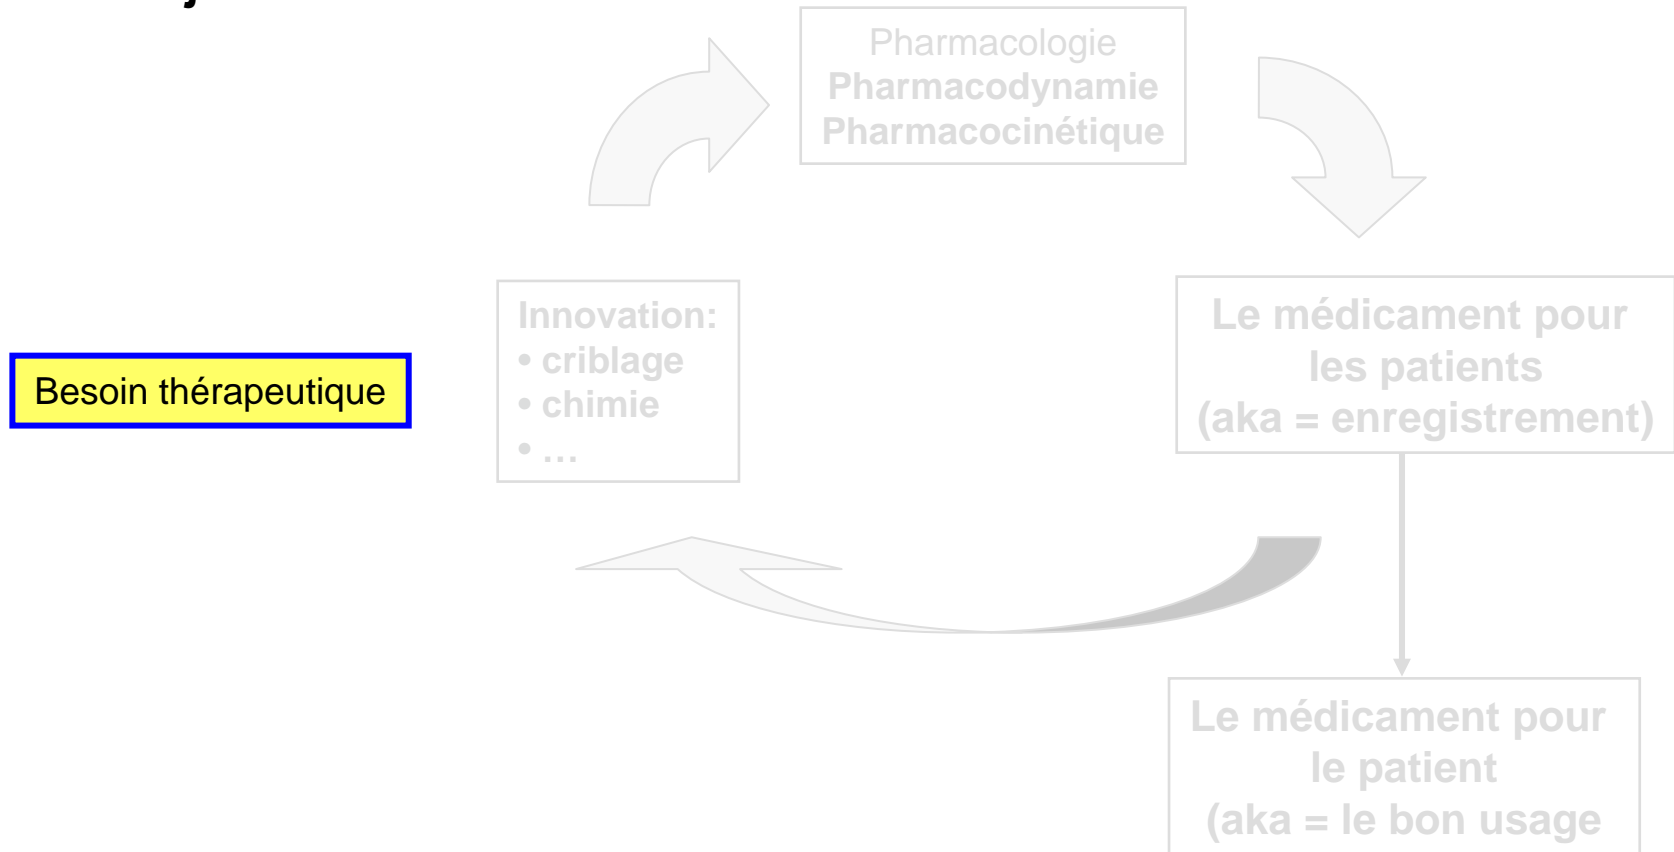 Pharmacologie
Pharmacodynamie
Pharmacocinétique
Innovation:
• criblage
• chimie
• …
Le médicament pour
les patients
(aka = enregistrement)
Besoin thérapeutique
Le médicament pour
le patient
(aka = le bon usage